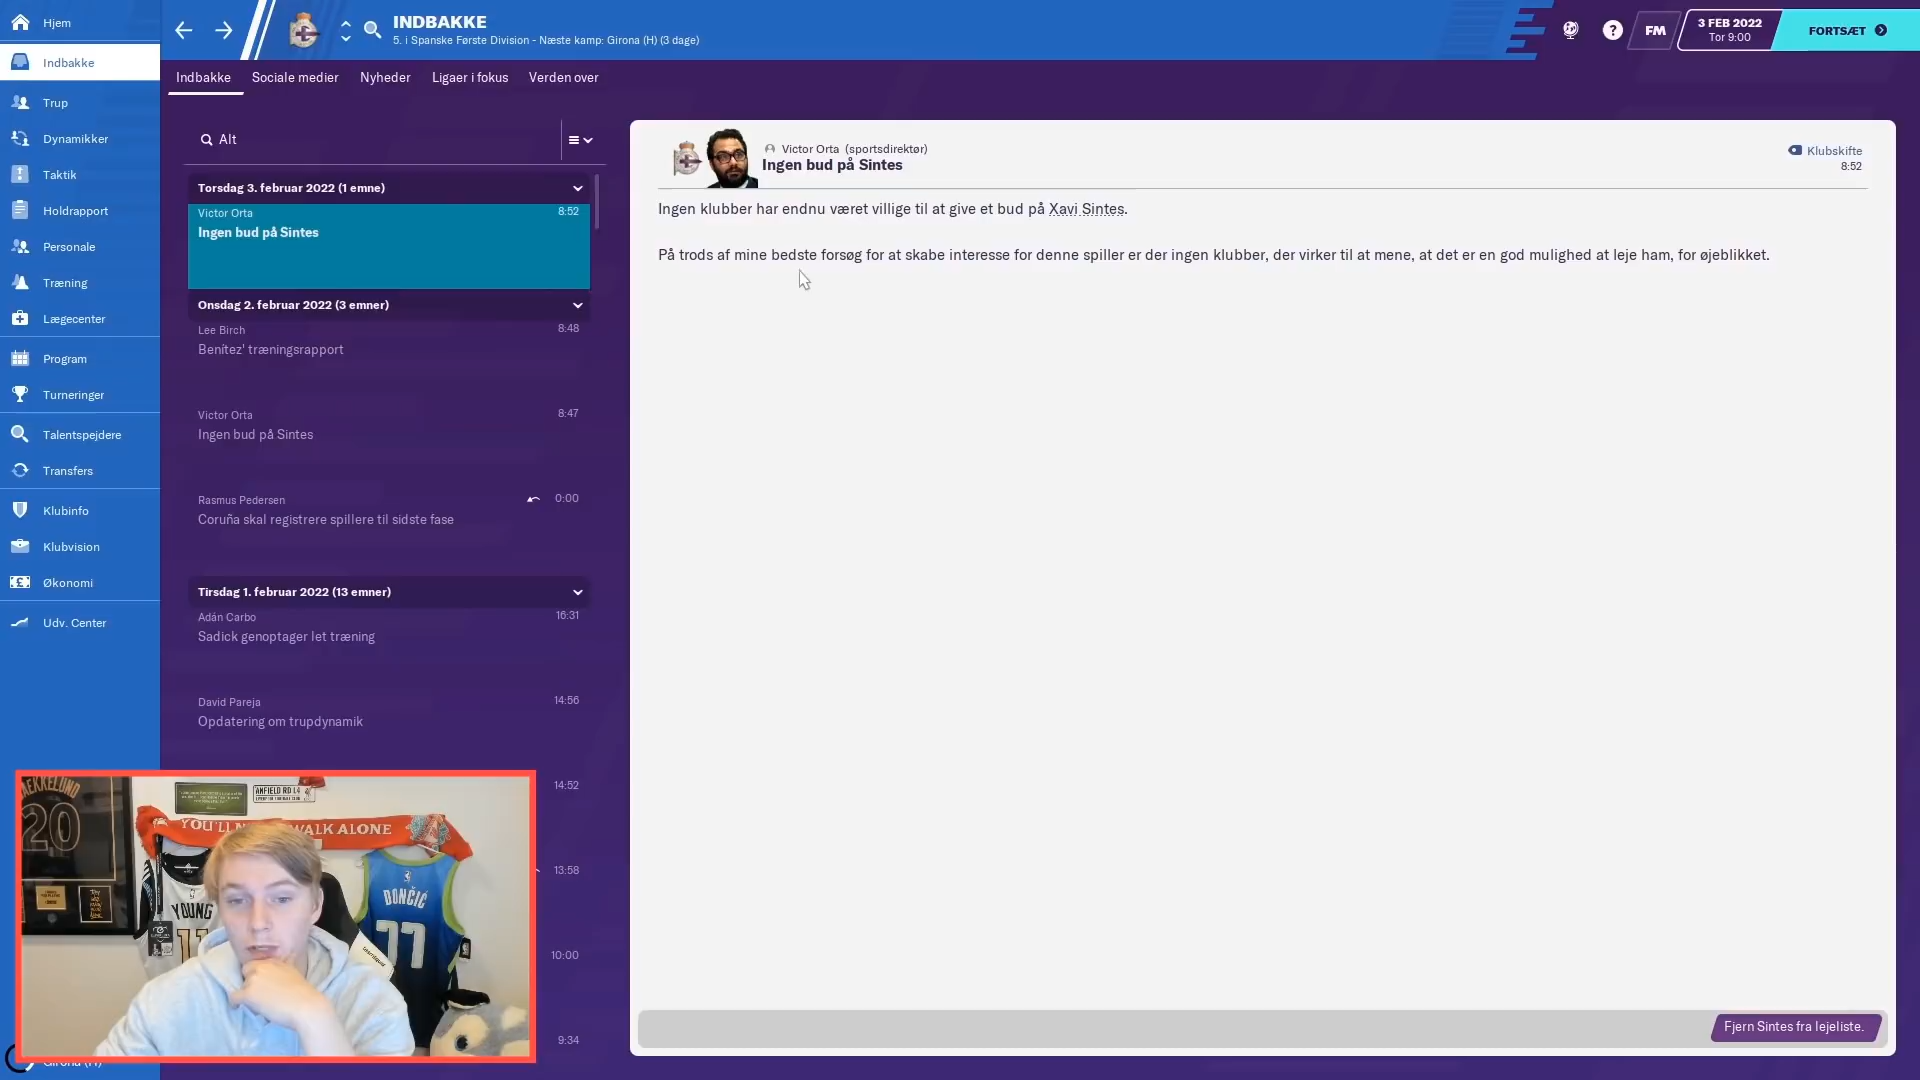 Hjem
Indbakke
Trup
Dynamikker
Taktik
Holdrapport
Personale
Træning
Lægecenter
Program
Turneringer
Talentspejdere
Transfers
Klubinfo
Klubvision
Økonomi
Udv. Center
INDBAKKE
5. i Spanske Første Division - Næste kamp: Girona (H) (3 dage)
FM
3 FEB 2022
Tor 9:00
FORTSÆT
Indbakke
Sociale medier
Nyheder
Ligaer i fokus
Verden over
Alt
Torsdag 3. februar 2022 (1 emne)
Victor Orta 8:52
Ingen bud på Sintes
Onsdag 2. februar 2022 (3 emner)
Lee Birch 8:48
Benítez' træningsrapport
Victor Orta 8:47
Ingen bud på Sintes
Rasmus Pedersen 0:00
Coruña skal registrere spillere til sidste fase
Tirsdag 1. februar 2022 (13 emner)
Adán Carbo 16:31
Sadick genoptager let træning
David Pareja 14:56
Opdatering om trupdynamik
14:52
13:58
10:00
9:34
Victor Orta (sportsdirektør)
Ingen bud på Sintes
Klubskifte
8:52
Ingen klubber har endnu været villige til at give et bud på Xavi Sintes.
På trods af mine bedste forsøg for at skabe interesse for denne spiller er der ingen klubber, der virker til at mene, at det er en god mulighed at leje ham, for øjeblikket.
Fjern Sintes fra lejeliste.
20
ANFIELD RD L4
WALK ALONE
YOUNG
11
DONČIĆ
77